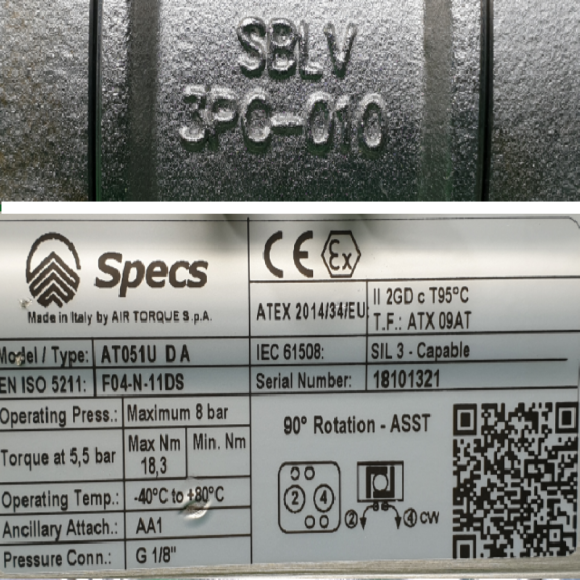 SBLV
3PC-010
Specs
Made in Italy by AIR TORQUE S.p.A.
CE Ex
ATEX 2014/34/EU
II 2GD c T95°C
T.F.: ATX 09AT
Model / Type: AT051U DA
IEC 61508: SIL 3 - Capable
EN ISO 5211: F04-N-11DS
Serial Number: 18101321
Operating Press.: Maximum 8 bar
Torque at 5,5 bar
Max Nm 18,3
Min. Nm
Operating Temp.: -40°C to +80°C
Ancillary Attach.: AA1
Pressure Conn.: G 1/8"
90° Rotation - ASST
2 4
2 4 CW